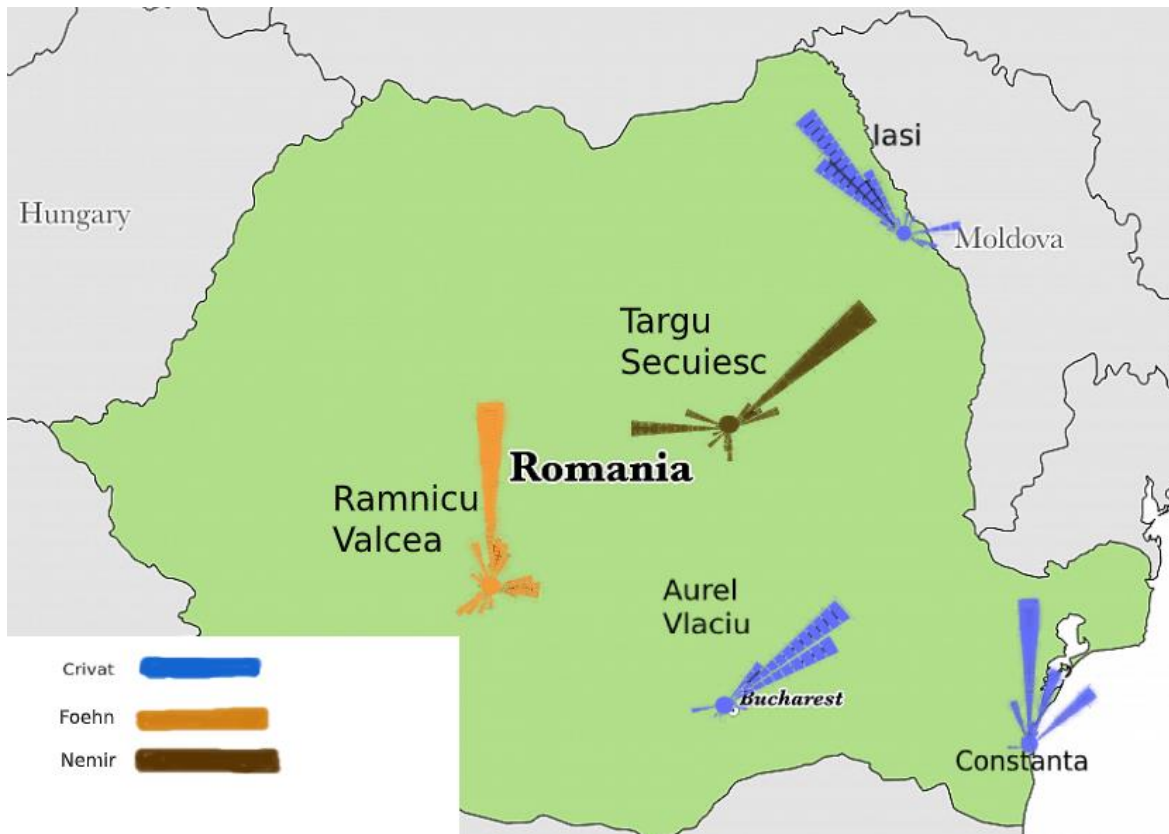 Iasi
Hungary
Moldova
Targu
Secuiesc
Romania
Ramnicu
Valcea
Aurel
Vlaciu
Bucharest
Constanta
Crivat
Foehn
Nemir